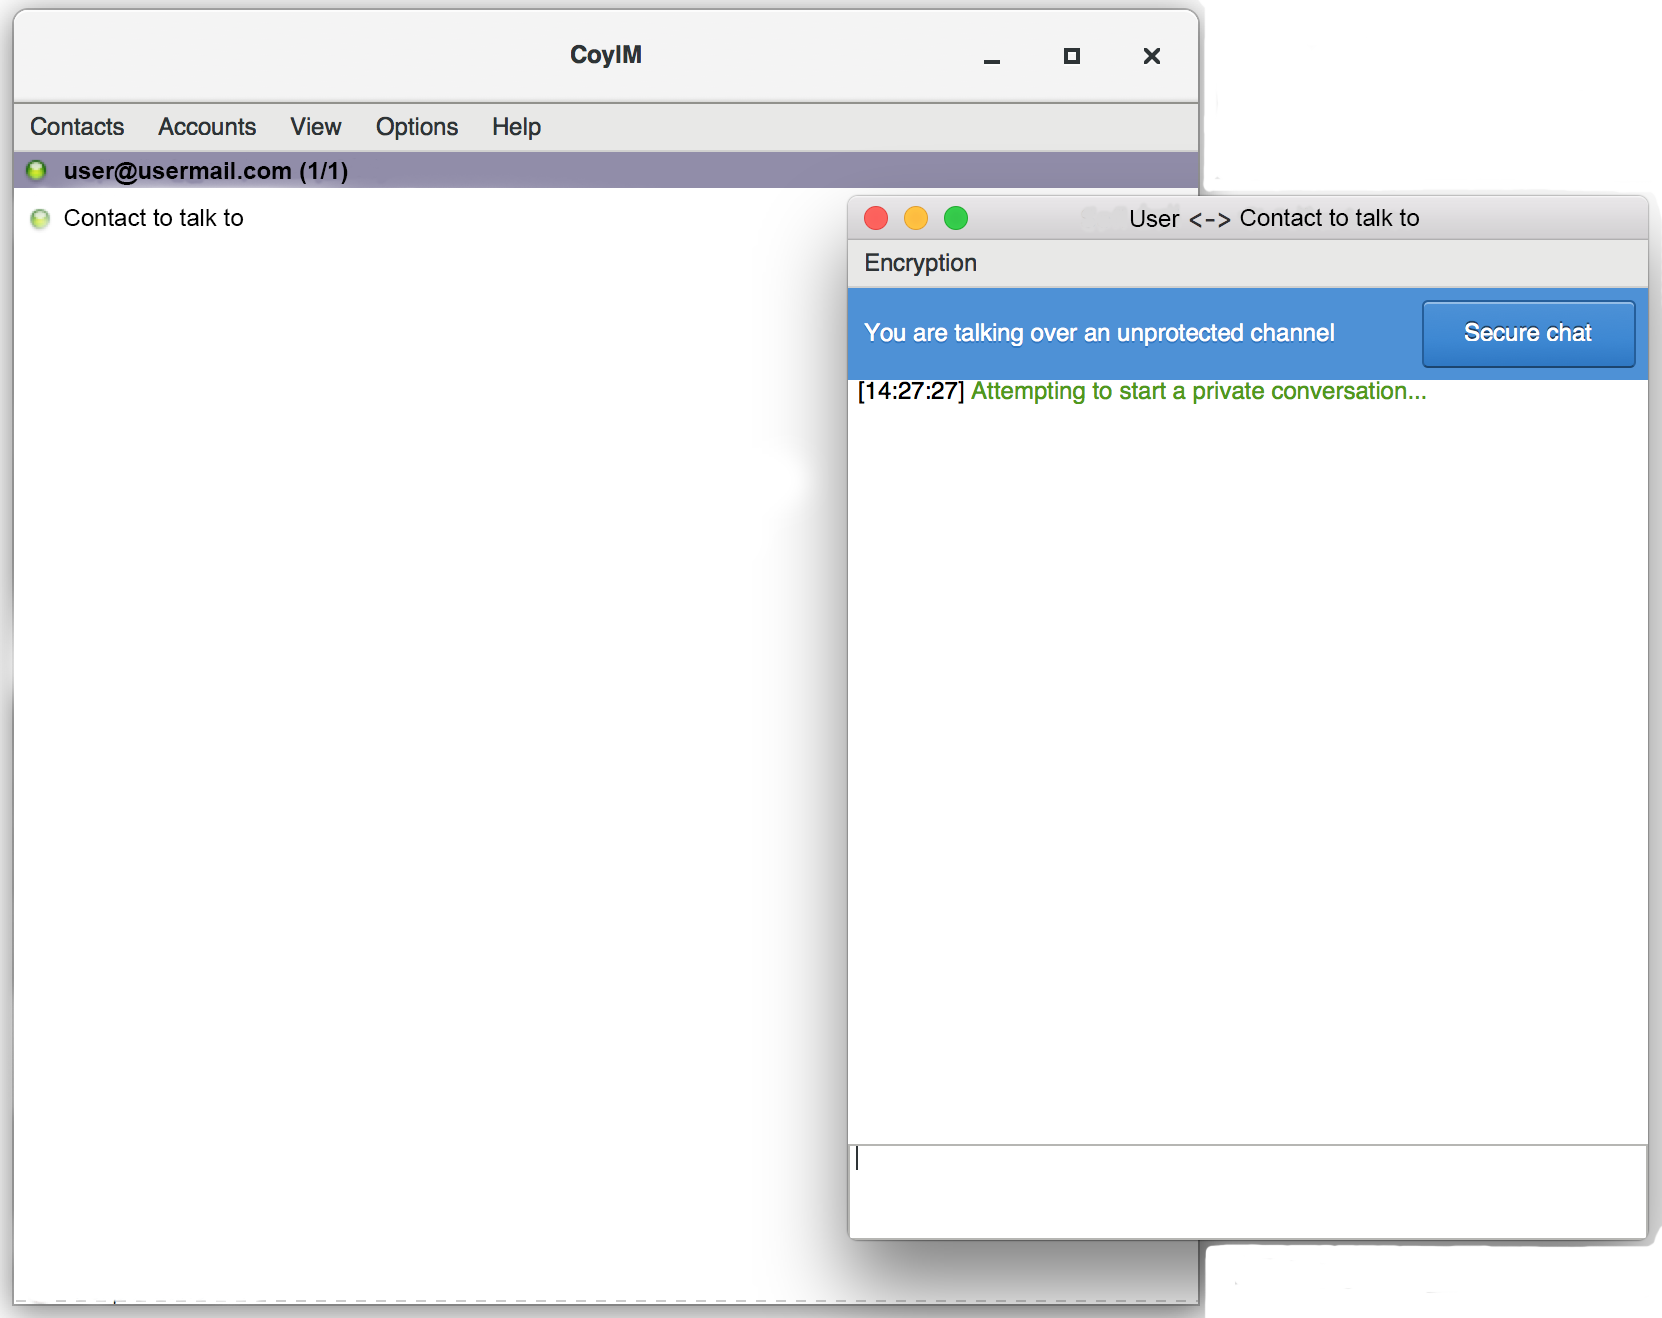 CoyIM
Contacts Accounts View Options Help
user@usermail.com (1/1)
Contact to talk to
User <-> Contact to talk to
Encryption
You are talking over an unprotected channel
Secure chat
[14:27:27] Attempting to start a private conversation...